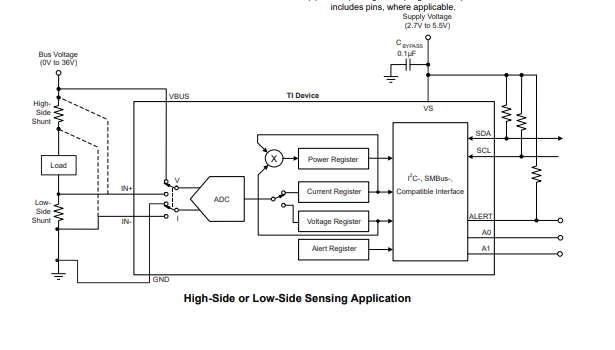 includes pins, where applicable.
Supply Voltage
(2.7V to 5.5V)
CBYPASS
0.1µF
Bus Voltage
(0V to 36V)
VBUS
TI Device
VS
High-
Side
Shunt
SDA
SCL
X
Power Register
I²C-, SMBus-,
Compatible Interface
Load
V
IN+
ADC
Current Register
Low-
Side
Shunt
IN-
I
Voltage Register
ALERT
A0
Alert Register
A1
GND
High-Side or Low-Side Sensing Application